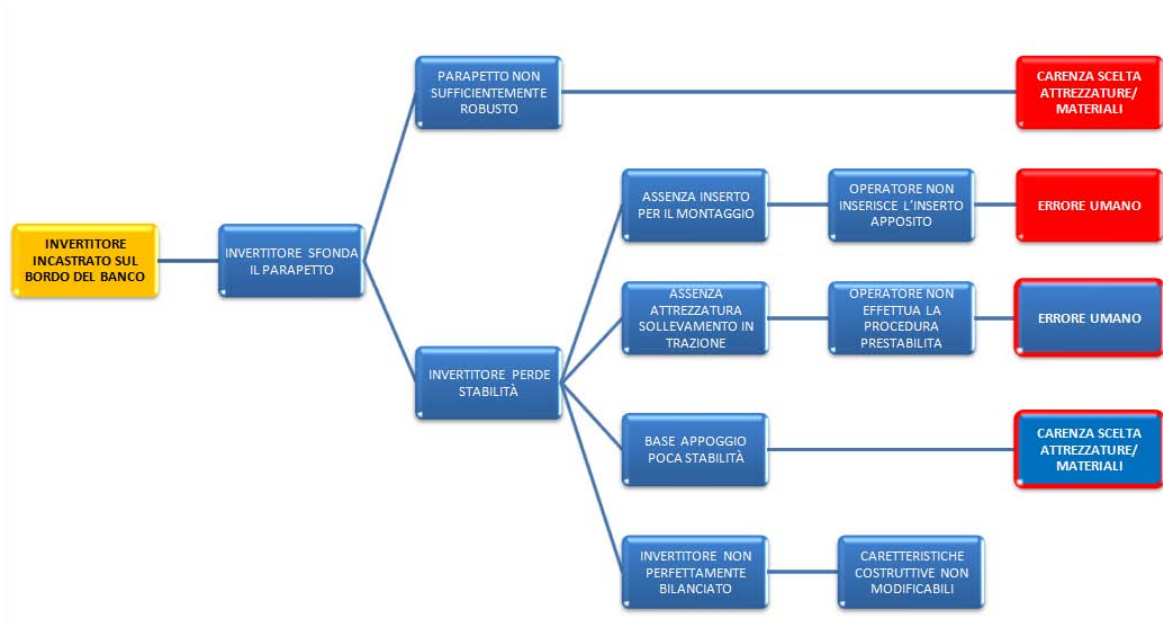 PARAPETTO NON
SUFFICIENTEMENTE
ROBUSTO
CARENZA SCELTA
ATTREZZATURE/
MATERIALI
ASSENZA INSERTO
PER IL MONTAGGIO
OPERATORE NON
INSERISCE L'INSERTO
APPOSITO
ERRORE UMANO
INVERTITORE
INCASTRATO SUL
BORDO DEL BANCO
INVERTITORE SFONDA
IL PARAPETTO
ASSENZA
ATTREZZATURA
SOLLEVAMENTO IN
TRAZIONE
OPERATORE NON
EFFETTUA LA
PROCEDURA
PRESTABILITA
ERRORE UMANO
INVERTITORE PERDE
STABILITÀ
BASE APPOGGIO
POCA STABILITÀ
CARENZA SCELTA
ATTREZZATURE/
MATERIALI
INVERTITORE NON
PERFETTAMENTE
BILANCIATO
CARETTERISTICHE
COSTRUTTIVE NON
MODIFICABILI